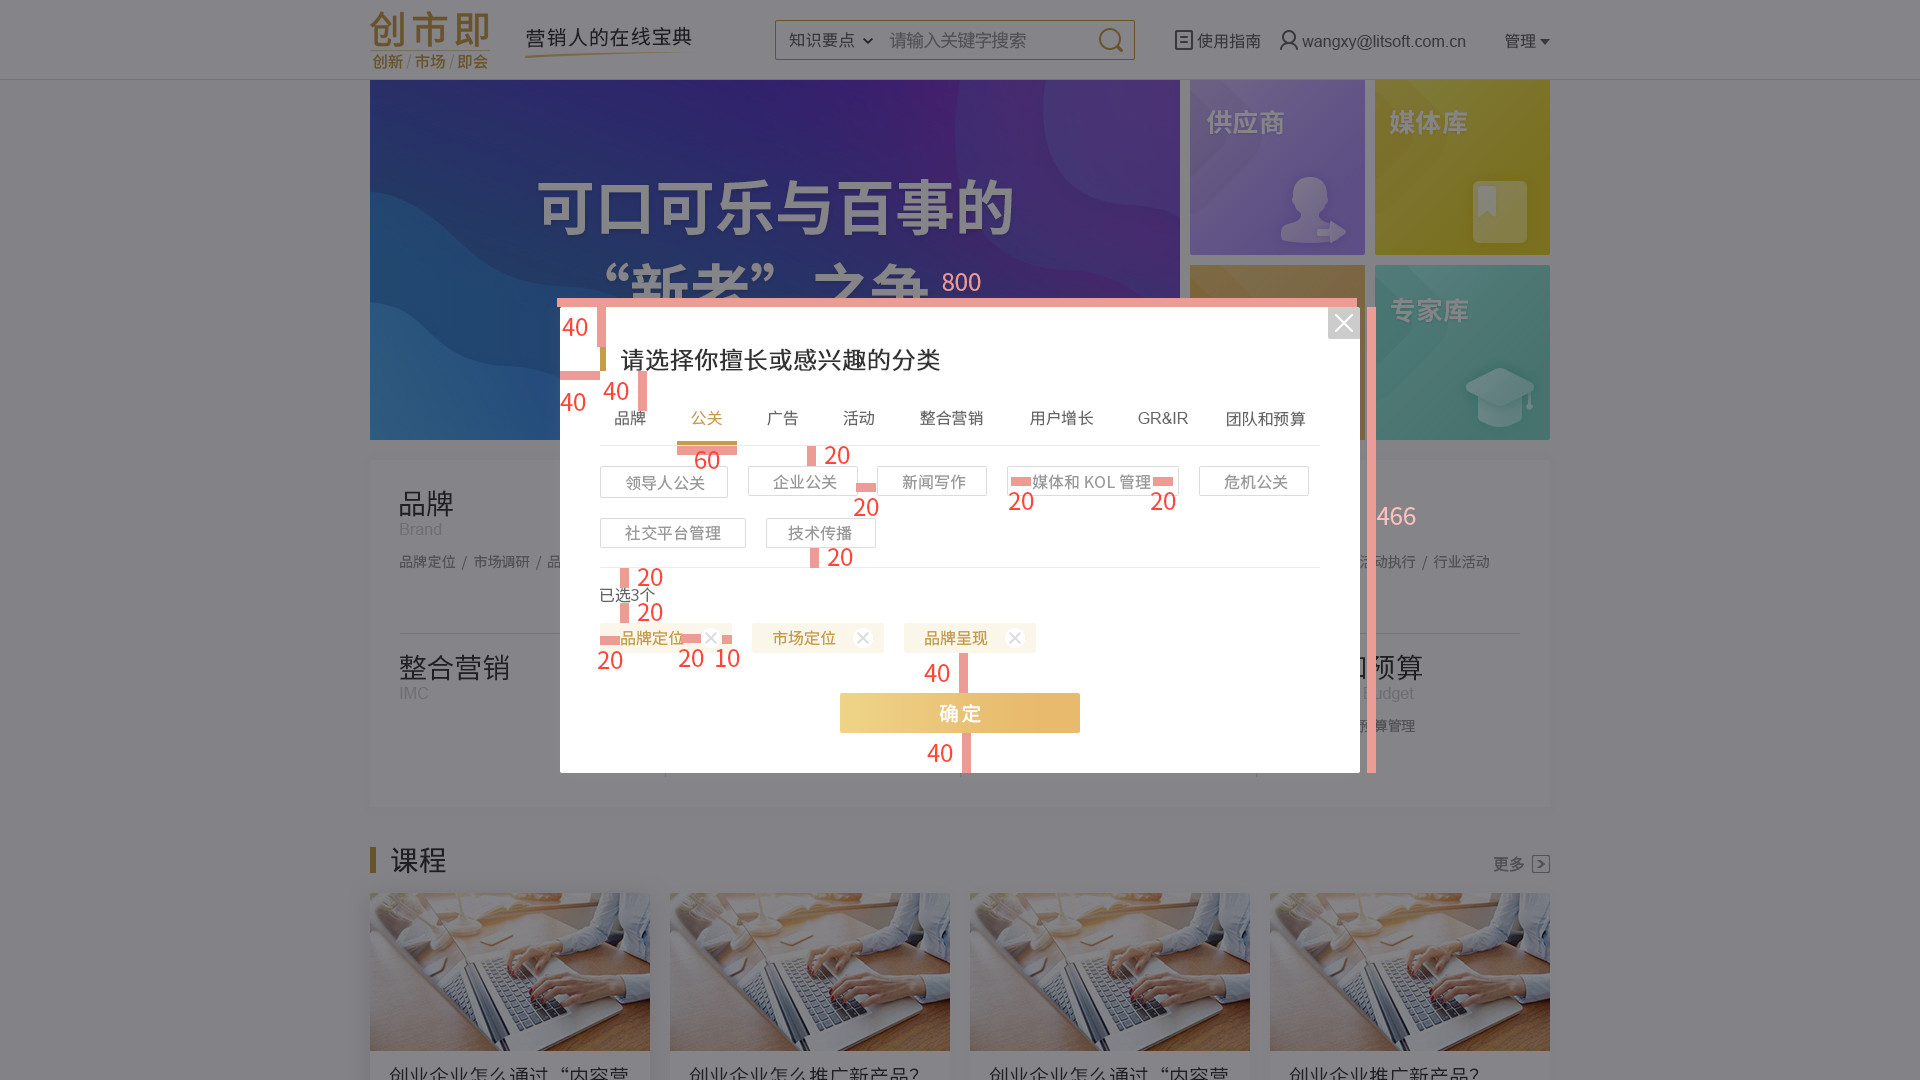 创市即
创新 / 市场 / 即会
营销人的在线宝典
知识要点
请输入关键字搜索
使用指南
wangxy@litsoft.com.cn
管理
可口可乐与百事的
“新老”之争
供应商
媒体库
专家库
800
40
请选择你擅长或感兴趣的分类
40
40
品牌
公关
广告
活动
整合营销
用户增长
GR&IR
团队和预算
60
20
领导人公关
企业公关
新闻写作
媒体和 KOL 管理
危机公关
20
20
20
466
社交平台管理
技术传播
20
20
已选3个
20
品牌定位
市场定位
品牌呈现
20
20
10
40
确定
40
品牌
Brand
品牌定位 / 市场调研 / 品
活动执行 / 行业活动
整合营销
IMC
预算
udget
预算管理
课程
更多
创业企业怎么通过“内容营
创业企业怎么推广新产品？
创业企业怎么通过“内容营
创业企业推广新产品？